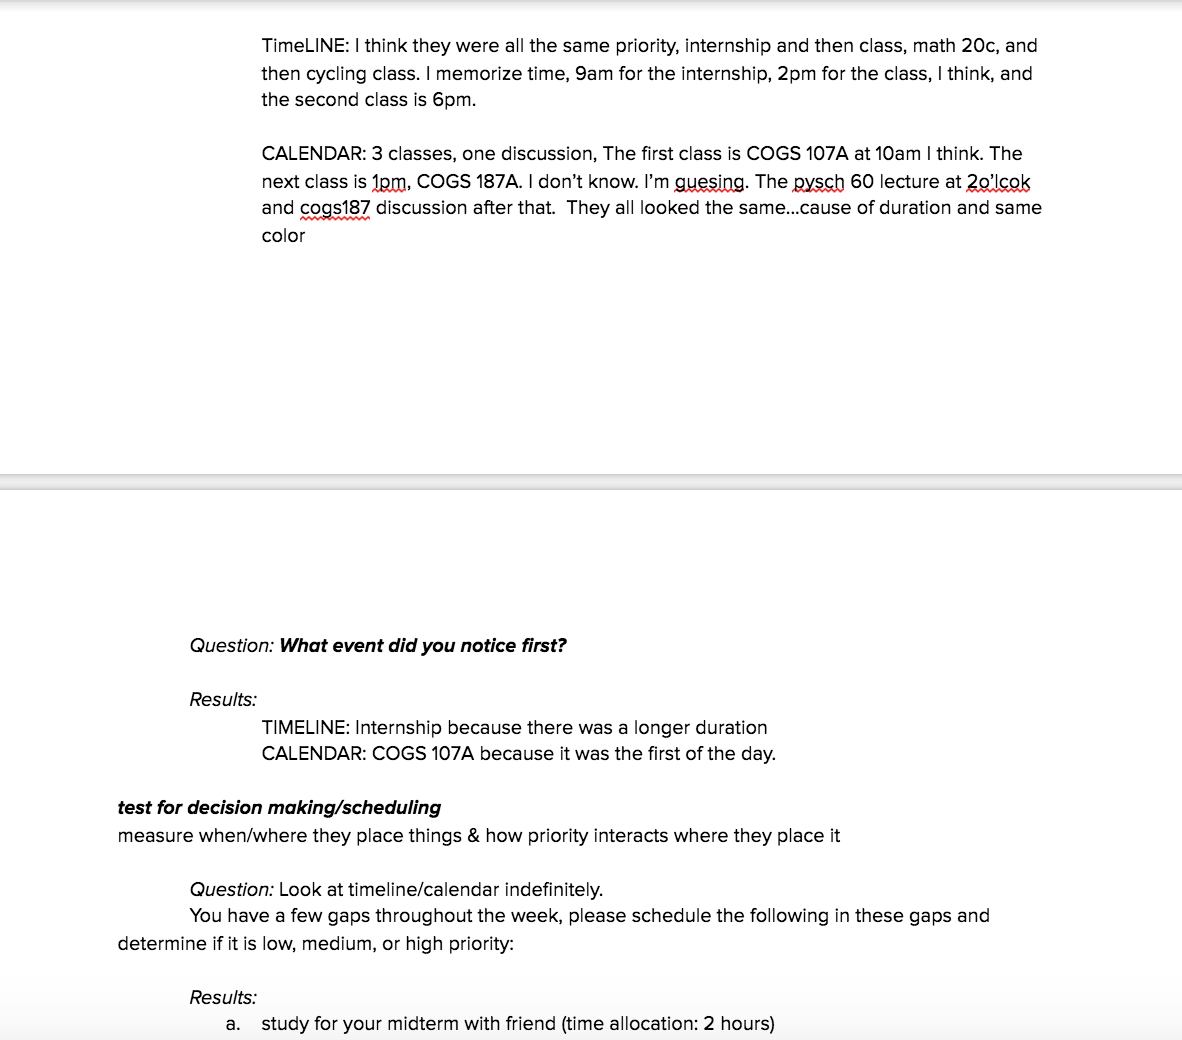 TimeLINE: I think they were all the same priority, internship and then class, math 20c, and
then cycling class. I memorize time, 9am for the internship, 2pm for the class, I think, and
the second class is 6pm.
CALENDAR: 3 classes, one discussion, The first class is COGS 107A at 10am I think. The
next class is 1pm, COGS 187A. I don’t know. I’m guesing. The pysch 60 lecture at 2o’lcok
and cogs187 discussion after that.  They all looked the same...cause of duration and same
color
Question: What event did you notice first?
Results:
TIMELINE: Internship because there was a longer duration
CALENDAR: COGS 107A because it was the first of the day.
test for decision making/scheduling
measure when/where they place things & how priority interacts where they place it
Question: Look at timeline/calendar indefinitely.
You have a few gaps throughout the week, please schedule the following in these gaps and
determine if it is low, medium, or high priority:
Results:
a. study for your midterm with friend (time allocation: 2 hours)